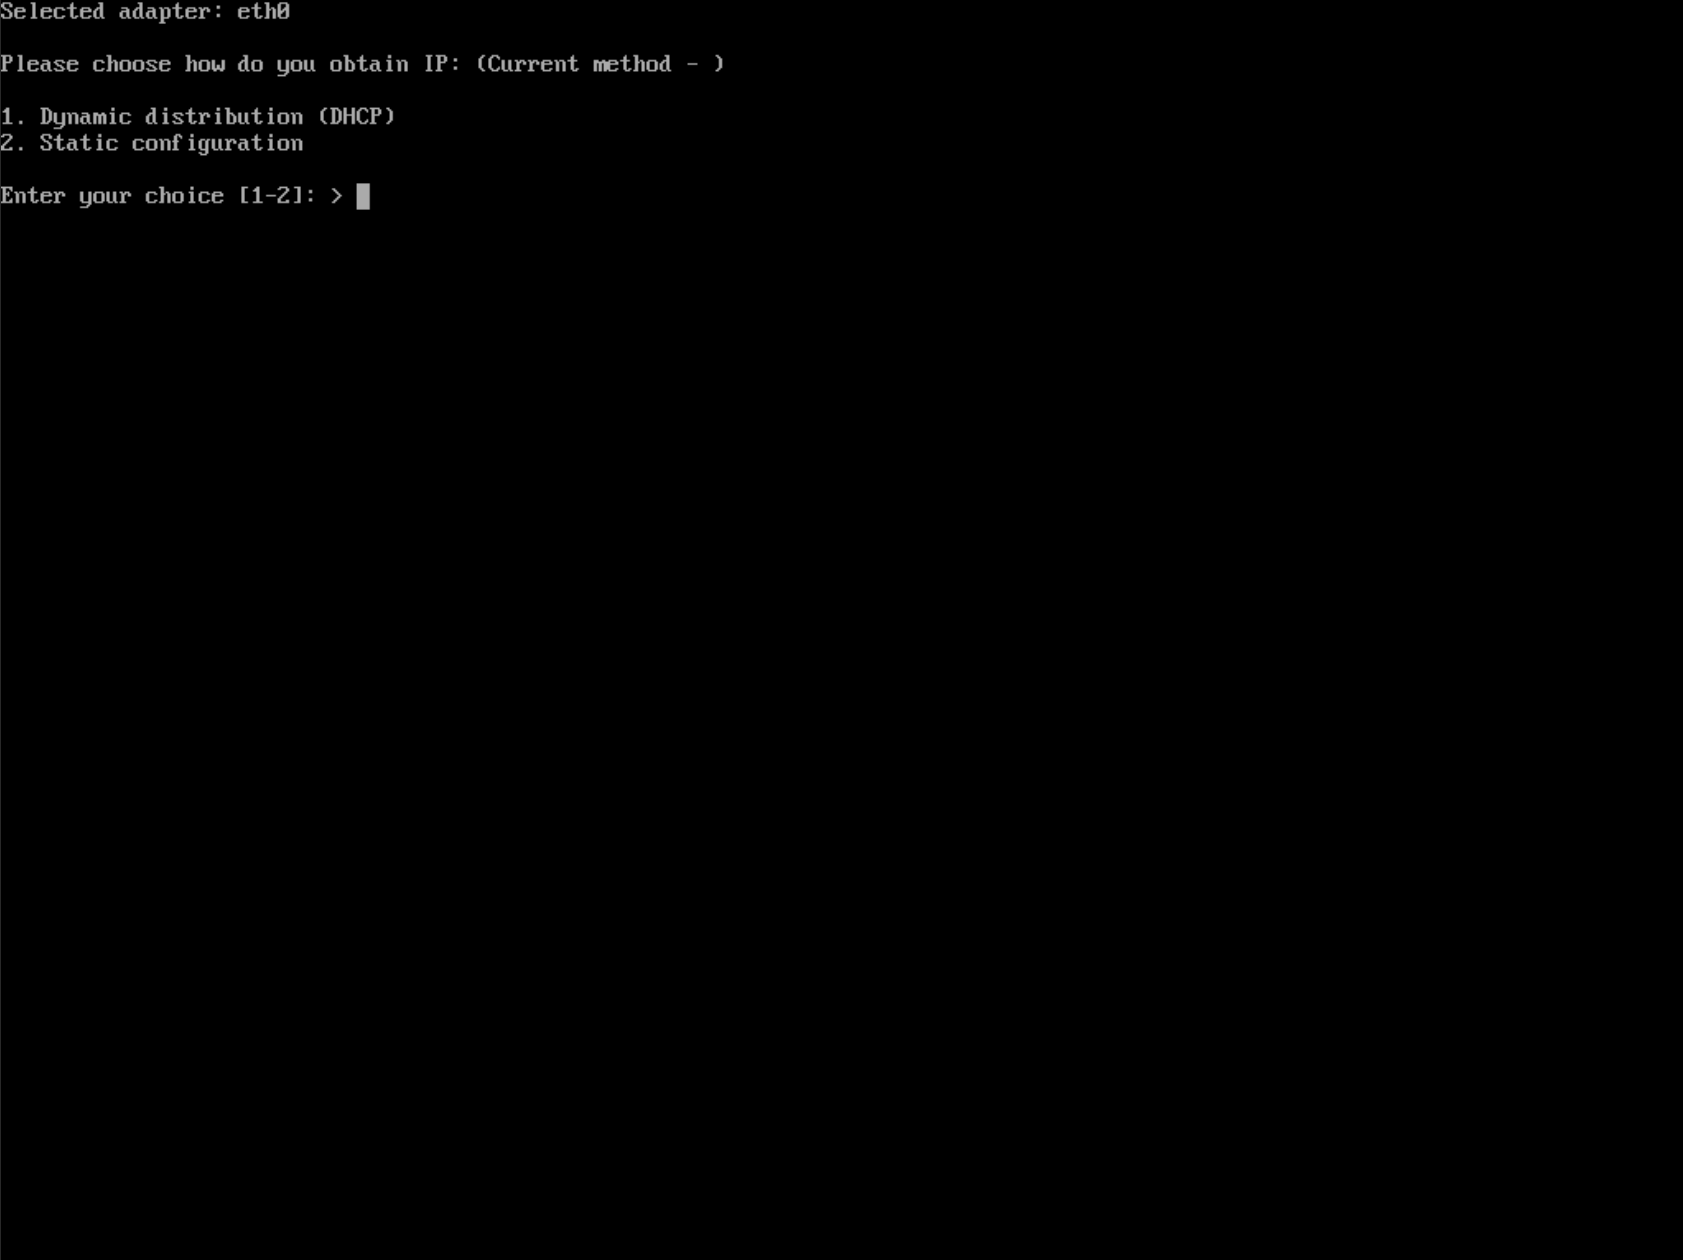 Selected adapter: eth0
Please choose how do you obtain IP: (Current method - )
1. Dynamic distribution (DHCP)
2. Static configuration
Enter your choice [1-2]: >